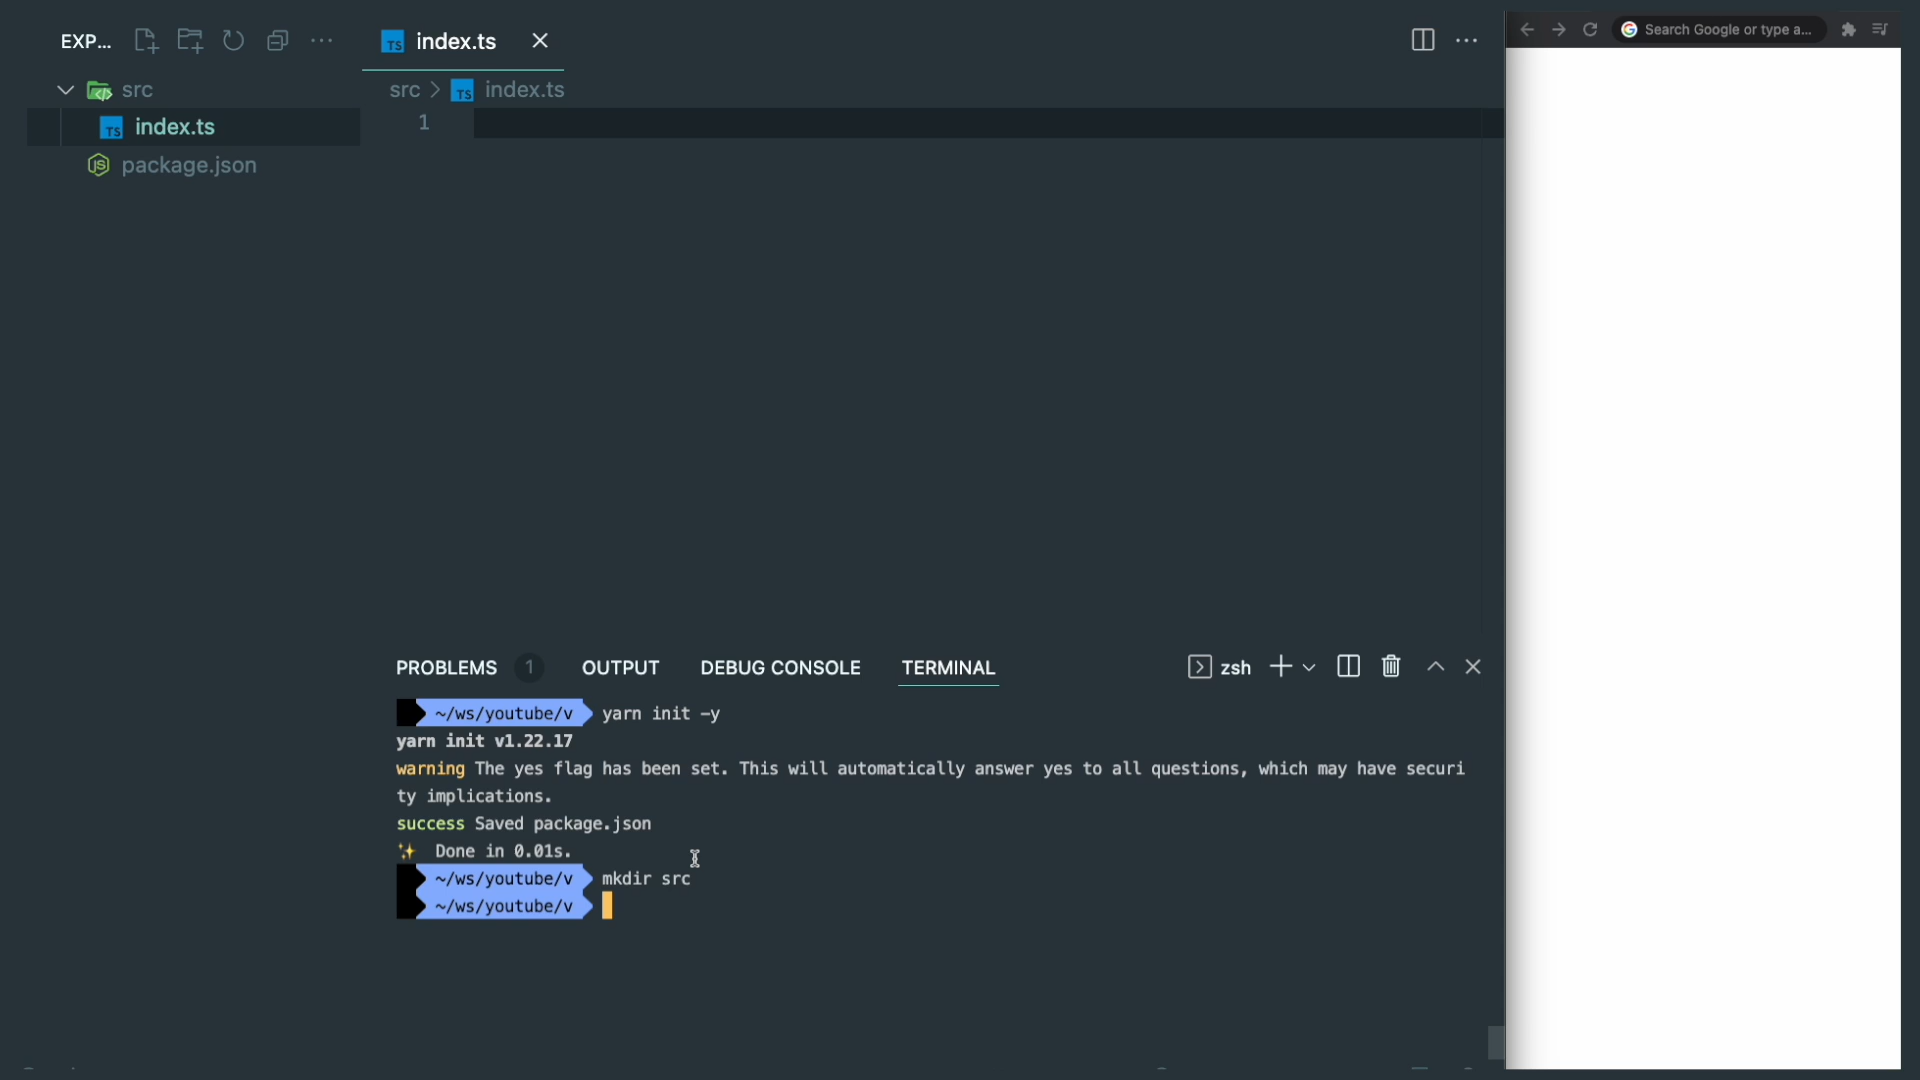 EXP...
index.ts
Search Google or type a...
src
src > index.ts
index.ts
1
package.json
PROBLEMS 1 OUTPUT DEBUG CONSOLE TERMINAL
zsh
~/ws/youtube/v yarn init -y
yarn init v1.22.17
warning The yes flag has been set. This will automatically answer yes to all questions, which may have securi
ty implications.
success Saved package.json
✨ Done in 0.01s.
~/ws/youtube/v mkdir src
~/ws/youtube/v